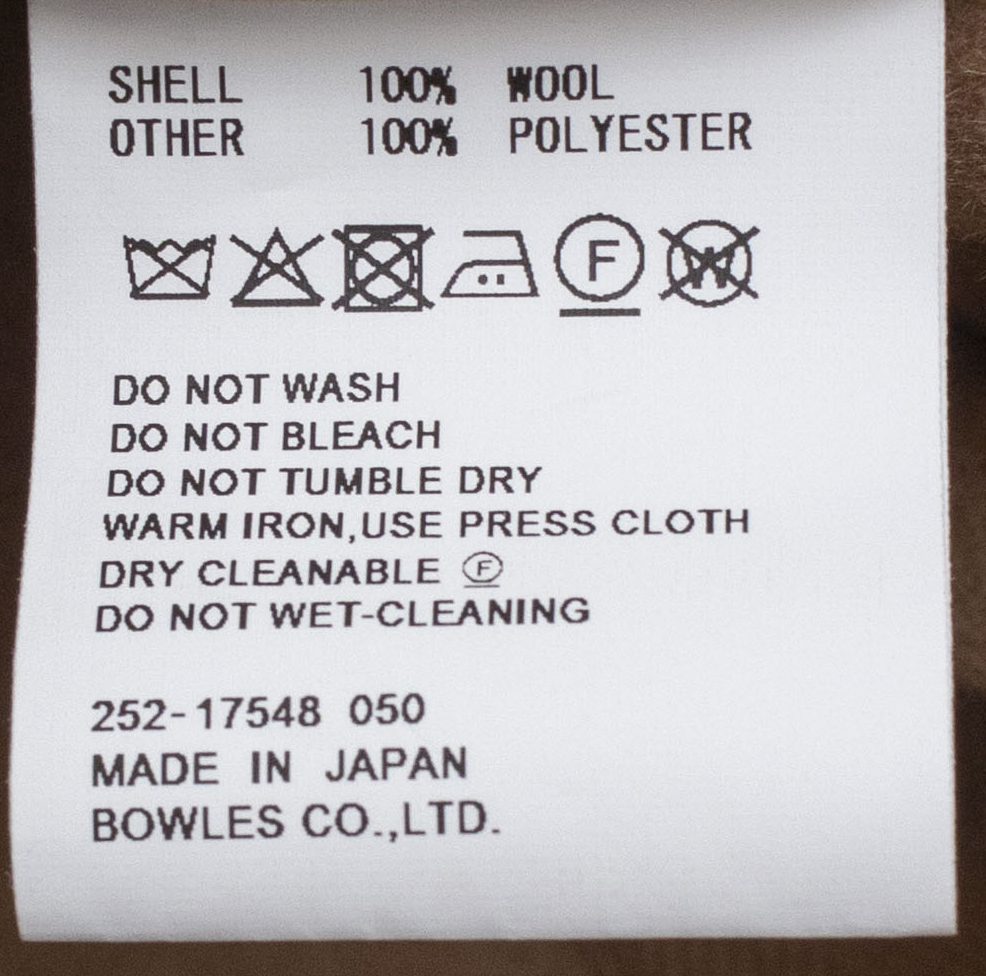 SHELL 100% WOOL
OTHER 100% POLYESTER
F W
DO NOT WASH
DO NOT BLEACH
DO NOT TUMBLE DRY
WARM IRON,USE PRESS CLOTH
DRY CLEANABLE Ⓕ
DO NOT WET-CLEANING
252-17548 050
MADE IN JAPAN
BOWLES CO.,LTD.